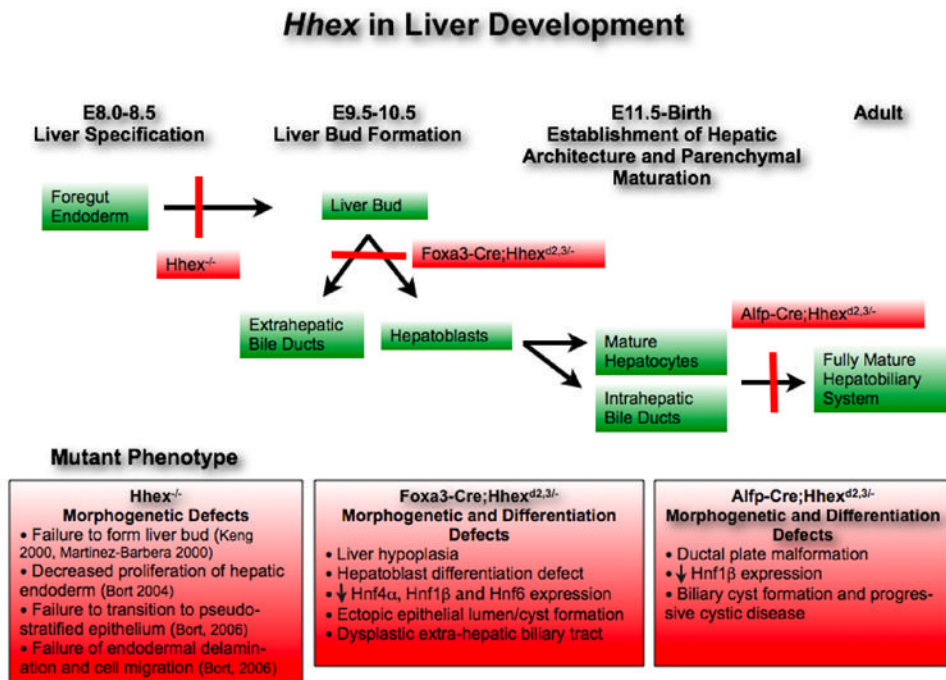 Hhex in Liver Development
E8.0-8.5
Liver Specification
E9.5-10.5
Liver Bud Formation
E11.5-Birth
Establishment of Hepatic
Architecture and Parenchymal
Maturation
Adult
Foregut
Endoderm
Hhex-/-
Liver Bud
Foxa3-Cre;Hhexd2,3/-
Extrahepatic
Bile Ducts
Hepatoblasts
Mature
Hepatocytes
Intrahepatic
Bile Ducts
Alfp-Cre;Hhexd2,3/-
Fully Mature
Hepatobiliary
System
Mutant Phenotype
Hhex-/-
Morphogenetic Defects
• Failure to form liver bud (Keng
2000, Martinez-Barbera 2000)
• Decreased proliferation of hepatic
endoderm (Bort 2004)
• Failure to transition to pseudo-
stratified epithelium (Bort, 2006)
• Failure of endodermal delamin-
ation and cell migration (Bort, 2006)
Foxa3-Cre;Hhexd2,3/-
Morphogenetic and Differentiation
Defects
• Liver hypoplasia
• Hepatoblast differentiation defect
• ↓ Hnf4α, Hnf1β and Hnf6 expression
• Ectopic epithelial lumen/cyst formation
• Dysplastic extra-hepatic biliary tract
Alfp-Cre;Hhexd2,3/-
Morphogenetic and Differentiation
Defects
• Ductal plate malformation
• ↓ Hnf1β expression
• Biliary cyst formation and progres-
sive cystic disease